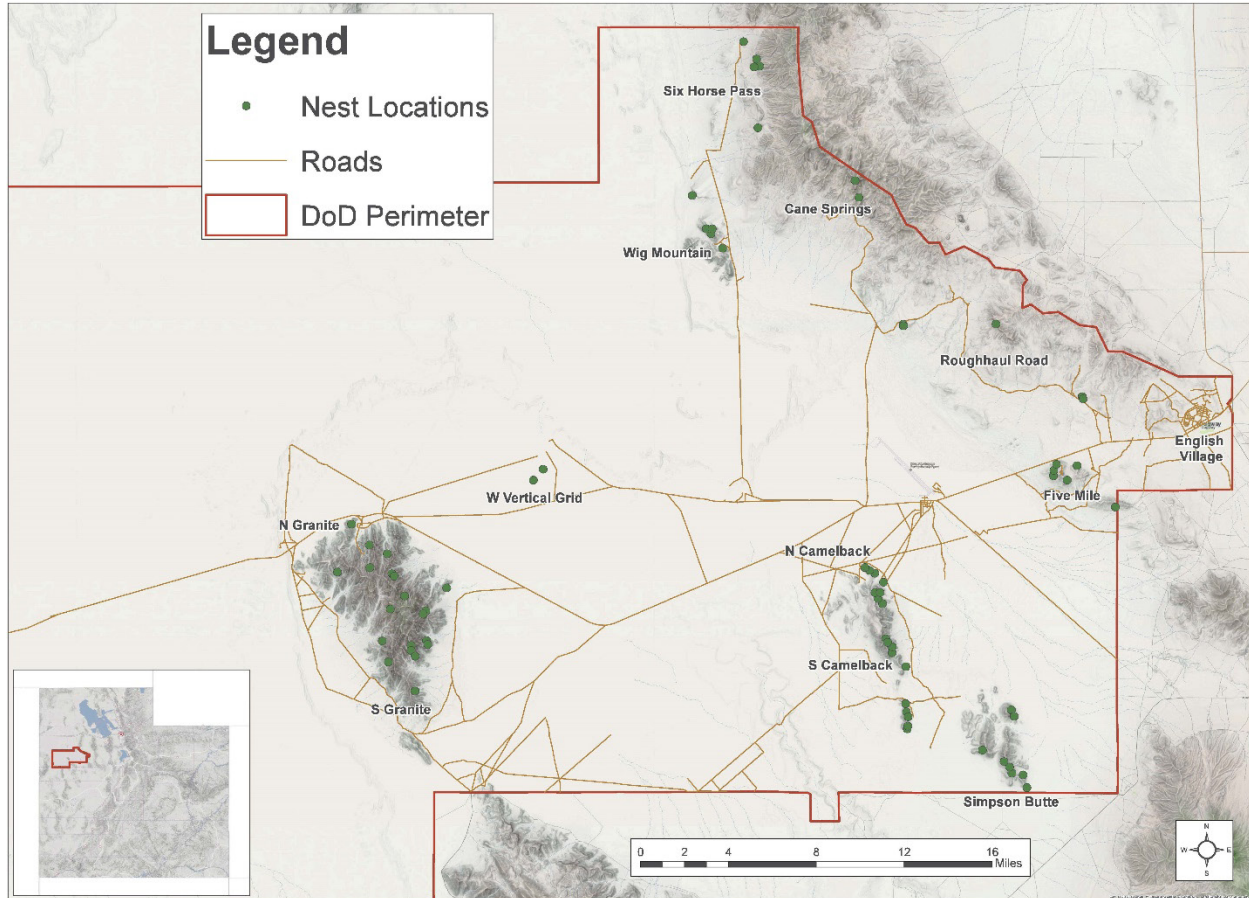 Legend
Nest Locations
Roads
DoD Perimeter
Six Horse Pass
Cane Springs
Wig Mountain
Roughhaul Road
English
Village
Five Mile
W Vertical Grid
N Granite
N Camelback
S Camelback
S Granite
Simpson Butte
0 2 4 8 12 16
Miles
N
W E
S